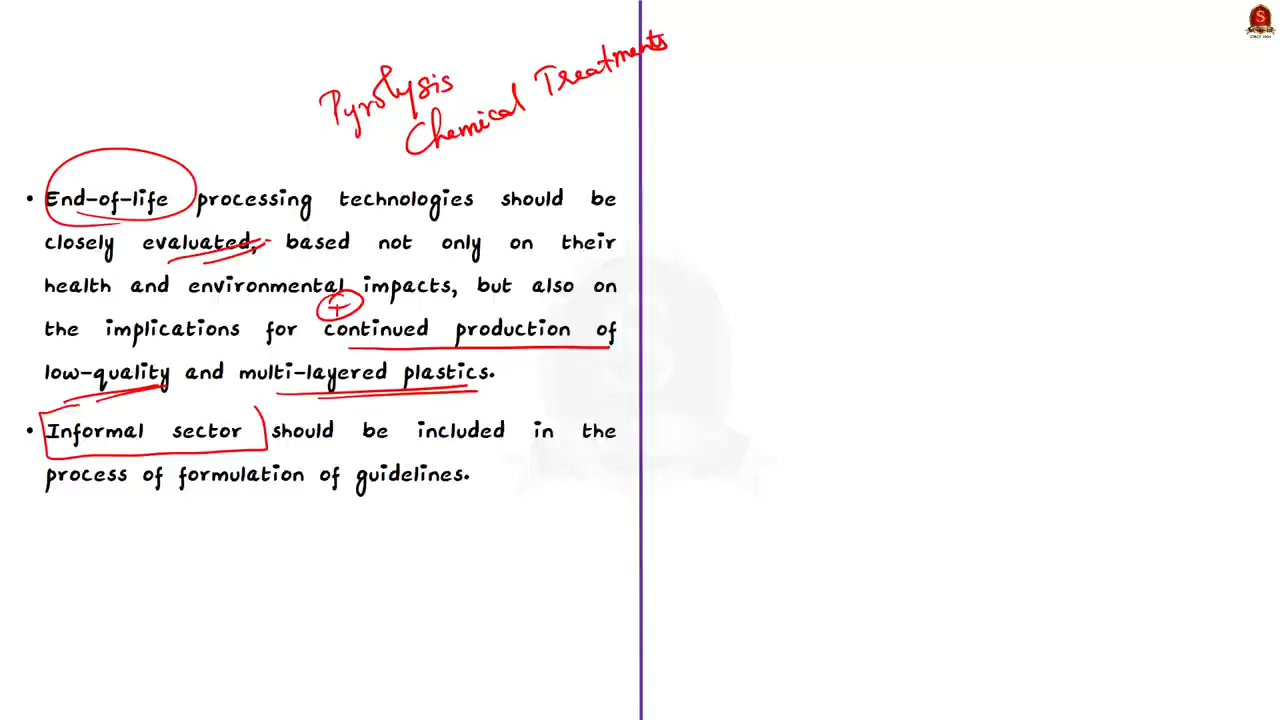 Pyrolysis
Chemical Treatments
• End-of-life processing technologies should be
closely evaluated, based not only on their
health and environmental impacts, but also on
+
the implications for continued production of
low-quality and multi-layered plastics.
• Informal sector should be included in the
process of formulation of guidelines.
S